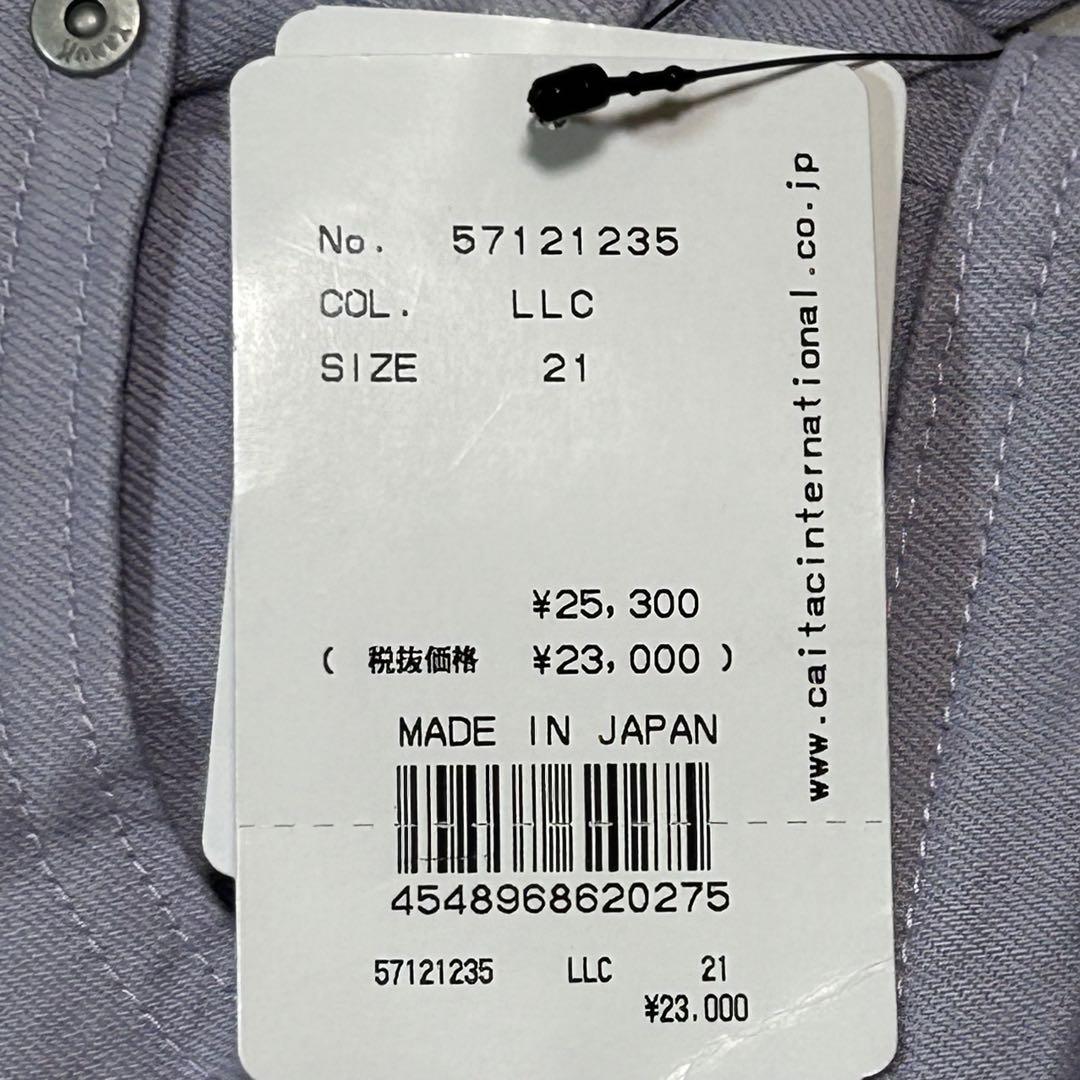 YANUK
No. 57121235
COL. LLC
SIZE 21
¥25,300
( 税抜価格 ¥23,000 )
MADE IN JAPAN
4548968620275
57121235 LLC 21
¥23,000
www.caitacinternational.co.jp